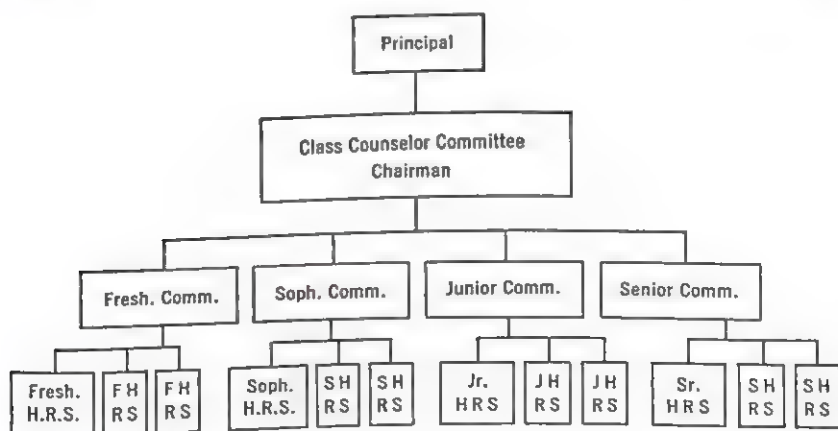 Principal
Class Counselor Committee
Chairman
Fresh. Comm.
Soph. Comm.
Junior Comm.
Senior Comm.
Fresh.
H.R.S.
F H
R S
F H
R S
Soph.
H.R.S.
S H
R S
S H
R S
Jr.
H R S
J H
R S
J H
R S
Sr.
H R S
S H
R S
S H
R S